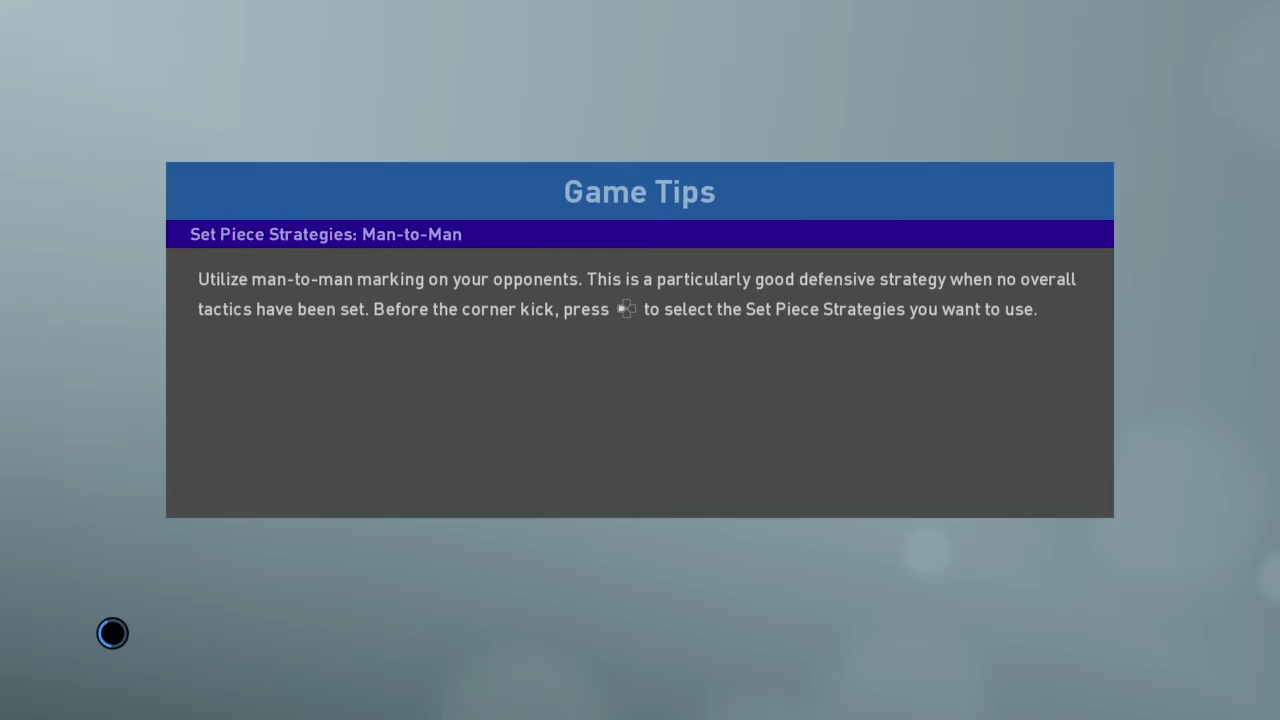 Game Tips
Set Piece Strategies: Man-to-Man
Utilize man-to-man marking on your opponents. This is a particularly good defensive strategy when no overall
tactics have been set. Before the corner kick, press to select the Set Piece Strategies you want to use.